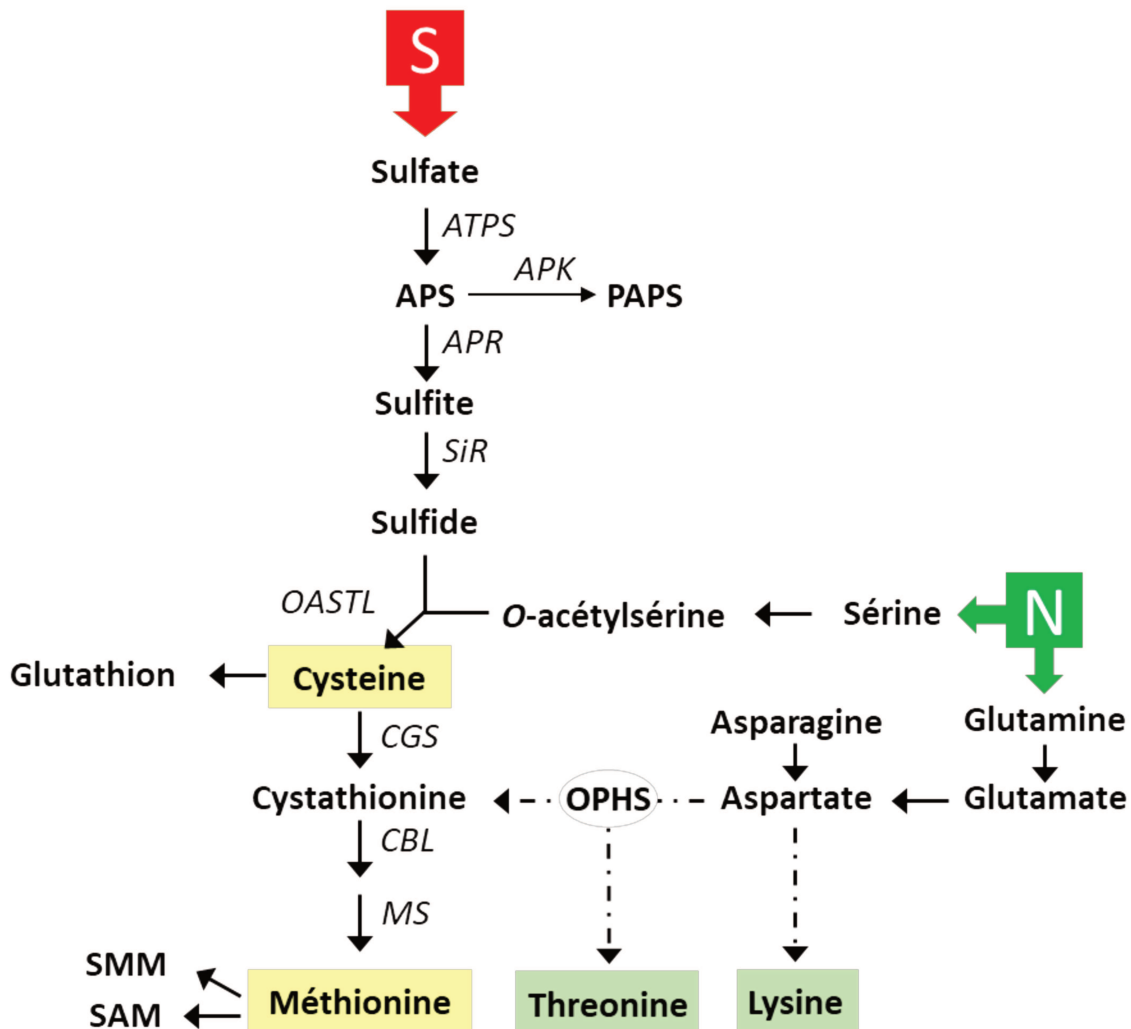 S
Sulfate
ATPS
APS
APK
PAPS
APR
Sulfite
SiR
Sulfide
OASTL
O-acétylsérine
Sérine
N
Glutathion
Cysteine
CGS
Asparagine
Glutamine
Cystathionine
OPHS
Aspartate
Glutamate
CBL
MS
SMM
SAM
Méthionine
Threonine
Lysine